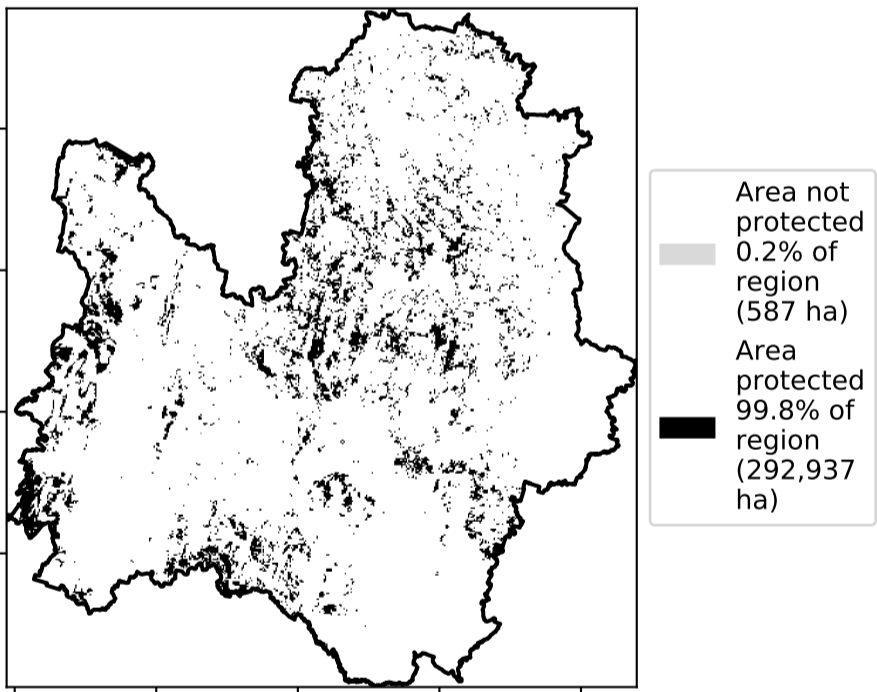 Area not
protected
0.2% of
region
(587 ha)
Area
protected
99.8% of
region
(292,937
ha)